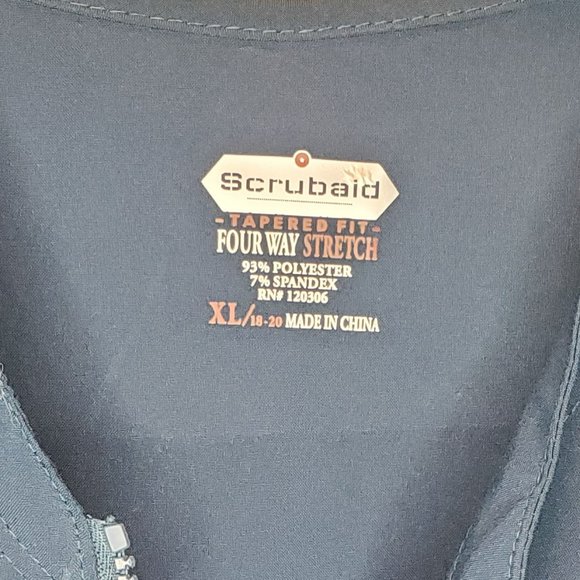 Scrubaid
-TAPERED FIT-
FOUR WAY STRETCH
93% POLYESTER
7% SPANDEX
RN# 120306
XL/18-20 MADE IN CHINA